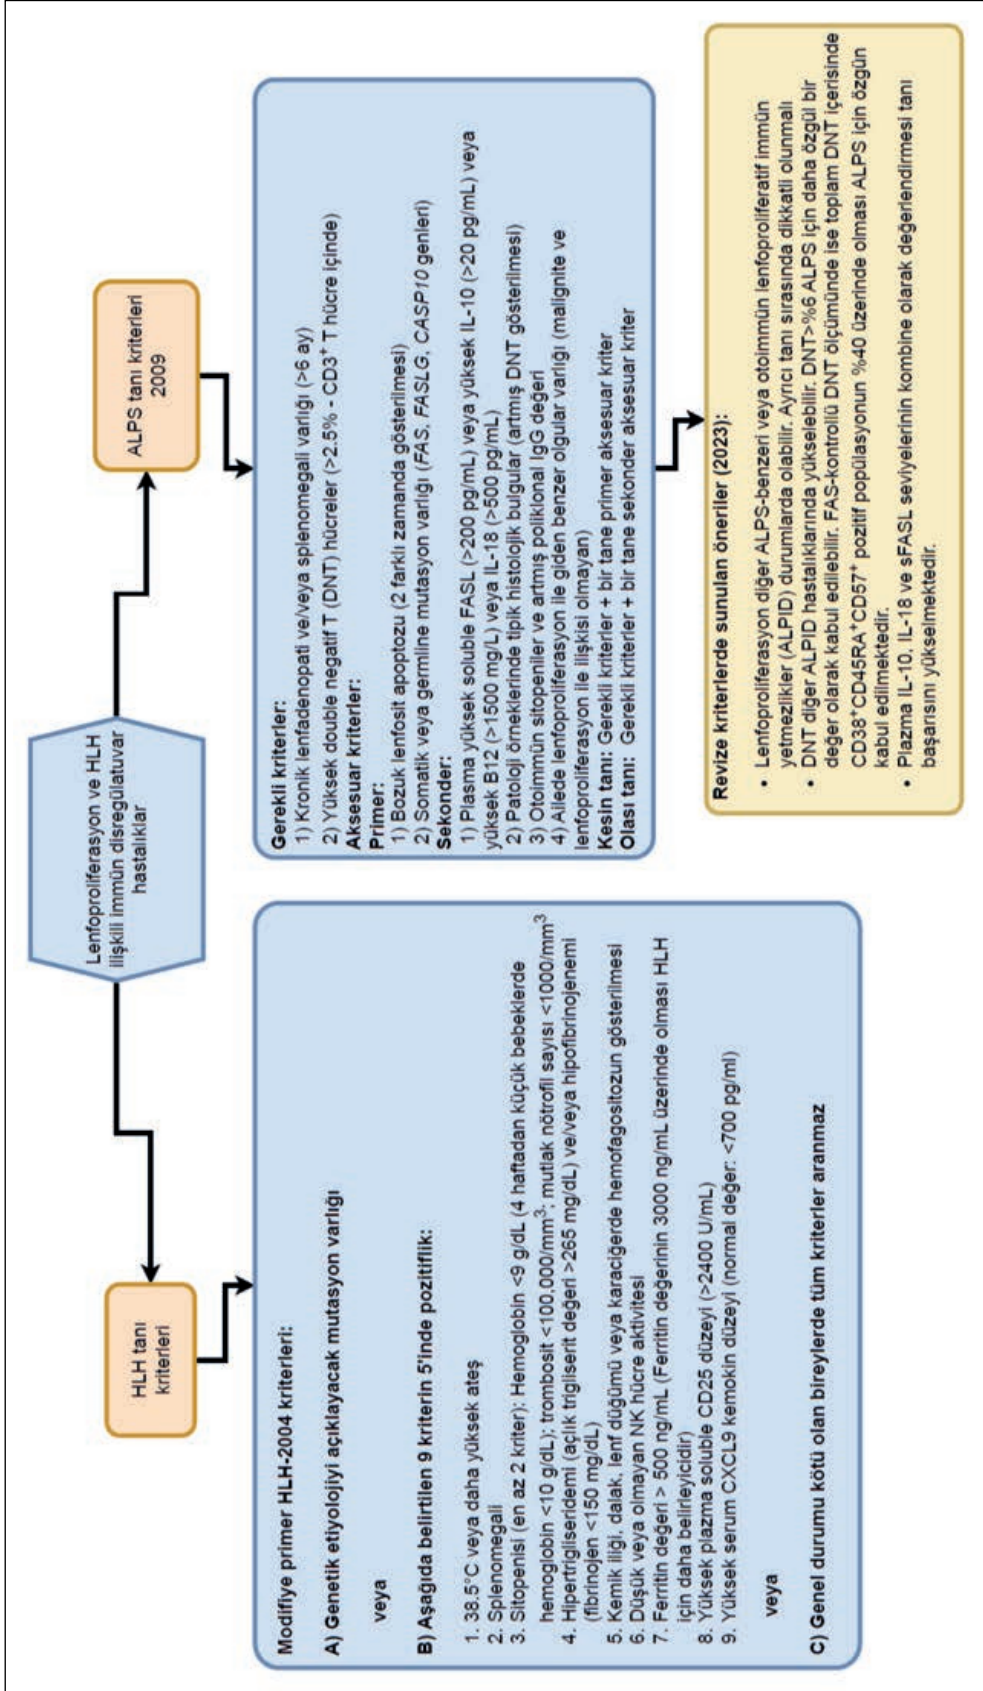 Lenfoproliferasyon ve HLH
ilişkili immün disregülatuvar
hastalıklar
HLH tanı
kriterleri
Modifiye primer HLH-2004 kriterleri:
A) Genetik etiyolojiyi açıklayacak mutasyon varlığı
veya
B) Aşağıda belirtilen 9 kriterin 5'inde pozitiflik:
1. 38.5°C veya daha yüksek ateş
2. Splenomegali
3. Sitopenisi (en az 2 kriter): Hemoglobin <9 g/dL (4 haftadan küçük bebeklerde
hemoglobin <10 g/dL); trombosit <100,000/mm³; mutlak nötrofil sayısı <1000/mm³
4. Hipertrigliseridemi (açlık trigliserit değeri >265 mg/dL) ve/veya hipofibrinojenemi
(fibrinojen <150 mg/dL)
5. Kemik iliği, dalak, lenf düğümü veya karaciğerde hemofagositozun gösterilmesi
6. Düşük veya olmayan NK hücre aktivitesi
7. Ferritin değeri > 500 ng/mL (Ferritin değerinin 3000 ng/mL üzerinde olması HLH
için daha belirleyicidir)
8. Yüksek plazma soluble CD25 düzeyi (>2400 U/mL)
9. Yüksek serum CXCL9 kemokin düzeyi (normal değer: <700 pg/ml)
veya
C) Genel durumu kötü olan bireylerde tüm kriterler aranmaz
ALPS tanı kriterleri
2009
Gerekli kriterler:
1) Kronik lenfadenopati ve/veya splenomegali varlığı (>6 ay)
2) Yüksek double negatif T (DNT) hücreler (>2.5% - CD3⁺ T hücre içinde)
Aksesuar kriterler:
Primer:
1) Bozuk lenfosit apoptozu (2 farklı zamanda gösterilmesi)
2) Somatik veya germline mutasyon varlığı (FAS, FASLG, CASP10 genleri)
Sekonder:
1) Plasma yüksek soluble FASL (>200 pg/mL) veya yüksek IL-10 (>20 pg/mL) veya
yüksek B12 (>1500 mg/L) veya IL-18 (>500 pg/mL)
2) Patoloji örneklerinde tipik histolojik bulgular (artmış DNT gösterilmesi)
3) Otoimmün sitopeniler ve artmış poliklonal IgG değeri
4) Ailede lenfoproliferasyon ile giden benzer olgular varlığı (malignite ve
lenfoproliferasyon ile ilişkisi olmayan)
Kesin tanı: Gerekli kriterler + bir tane primer aksesuar kriter
Olası tanı: Gerekli kriterler + bir tane sekonder aksesuar kriter
Revize kriterlerde sunulan öneriler (2023):
• Lenfoproliferasyon diğer ALPS-benzeri veya otoimmün lenfoproliferatif immün
yetmezlikler (ALPID) durumlarda olabilir. Ayırıcı tanı sırasında dikkatli olunmalı
• DNT diğer ALPID hastalıklarında yükselebilir. DNT>%6 ALPS için daha özgül bir
değer olarak kabul edilebilir. FAS-kontrollü DNT ölçümünde ise toplam DNT içerisinde
CD38⁺CD45RA⁺CD57⁺ pozitif popülasyonun %40 üzerinde olması ALPS için özgün
kabul edilmektedir.
• Plazma IL-10, IL-18 ve sFASL seviyelerinin kombine olarak değerlendirmesi tanı
başarısını yükselmektedir.